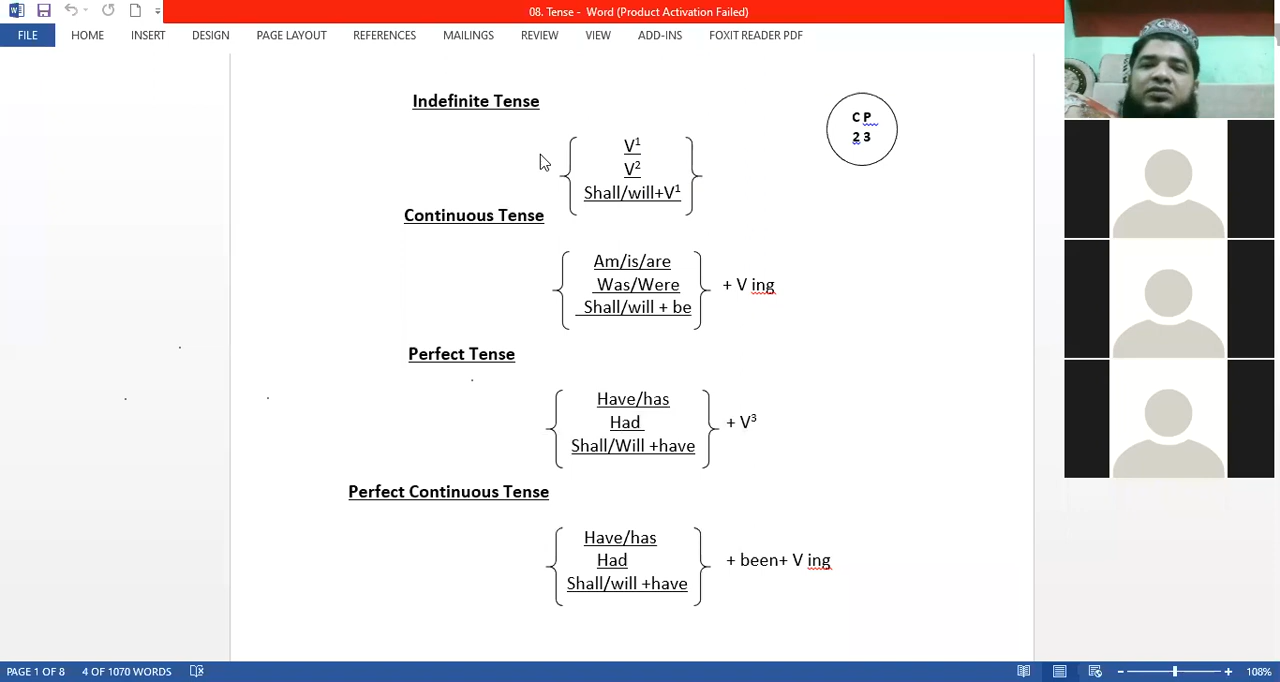 08. Tense - Word (Product Activation Failed)
FILE HOME INSERT DESIGN PAGE LAYOUT REFERENCES MAILINGS REVIEW VIEW ADD-INS FOXIT READER PDF
Indefinite Tense
C P
2 3
V¹
V²
Shall/will+V¹
Continuous Tense
Am/is/are
Was/Were + V ing
Shall/will + be
Perfect Tense
Have/has
Had + V³
Shall/Will +have
Perfect Continuous Tense
Have/has
Had + been+ V ing
Shall/will +have
PAGE 1 OF 8 4 OF 1070 WORDS 108%